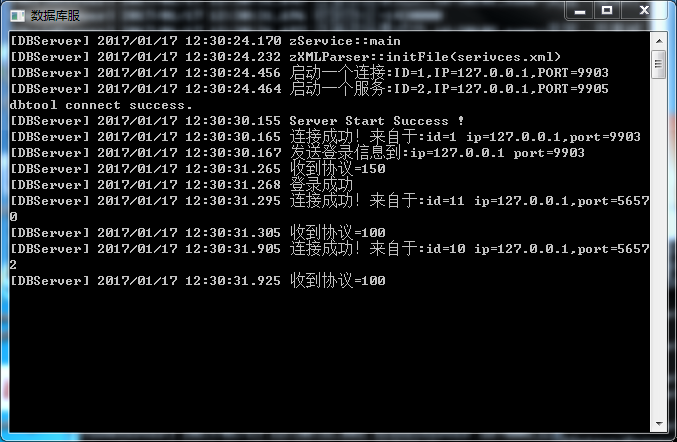 数据库服
[DBServer] 2017/01/17 12:30:24.170 zService::main
[DBServer] 2017/01/17 12:30:24.232 zXMLParser::initFile(serivces.xml)
[DBServer] 2017/01/17 12:30:24.456 启动一个连接:ID=1,IP=127.0.0.1,PORT=9903
[DBServer] 2017/01/17 12:30:24.464 启动一个服务:ID=2,IP=127.0.0.1,PORT=9905
dbtool connect success.
[DBServer] 2017/01/17 12:30:30.155 Server Start Success !
[DBServer] 2017/01/17 12:30:30.165 连接成功! 来自于:id=1 ip=127.0.0.1,port=9903
[DBServer] 2017/01/17 12:30:30.167 发送登录信息到:ip=127.0.0.1 port=9903
[DBServer] 2017/01/17 12:30:31.265 收到协议=150
[DBServer] 2017/01/17 12:30:31.268 登录成功
[DBServer] 2017/01/17 12:30:31.295 连接成功! 来自于:id=11 ip=127.0.0.1,port=5657
0
[DBServer] 2017/01/17 12:30:31.305 收到协议=100
[DBServer] 2017/01/17 12:30:31.905 连接成功! 来自于:id=10 ip=127.0.0.1,port=5657
2
[DBServer] 2017/01/17 12:30:31.925 收到协议=100